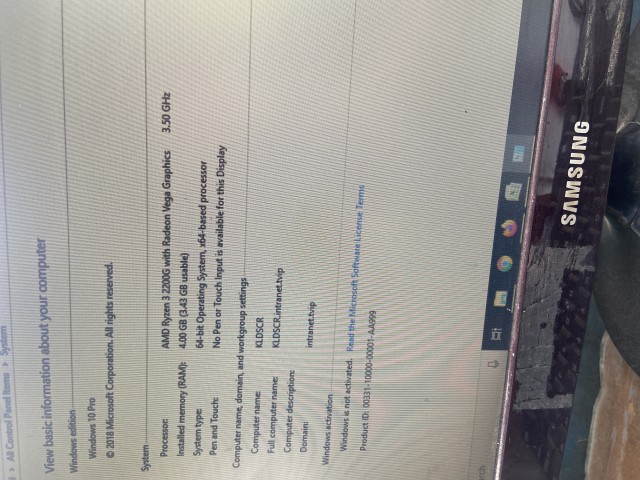 All Control Panel Items > System
View basic information about your computer
Windows edition
Windows 10 Pro
© 2018 Microsoft Corporation. All rights reserved.
System
Processor: AMD Ryzen 3 2200G with Radeon Vega Graphics 3.50 GHz
Installed memory (RAM): 4.00 GB (3.43 GB usable)
System type: 64-bit Operating System, x64-based processor
Pen and Touch: No Pen or Touch Input is available for this Display
Computer name, domain, and workgroup settings
Computer name: KLDSCR
Full computer name: KLDSCR.intranet.tvip
Computer description:
Domain: intranet.tvip
Windows activation
Windows is not activated. Read the Microsoft Software License Terms
Product ID: 00331-10000-00001-AA999
SAMSUNG